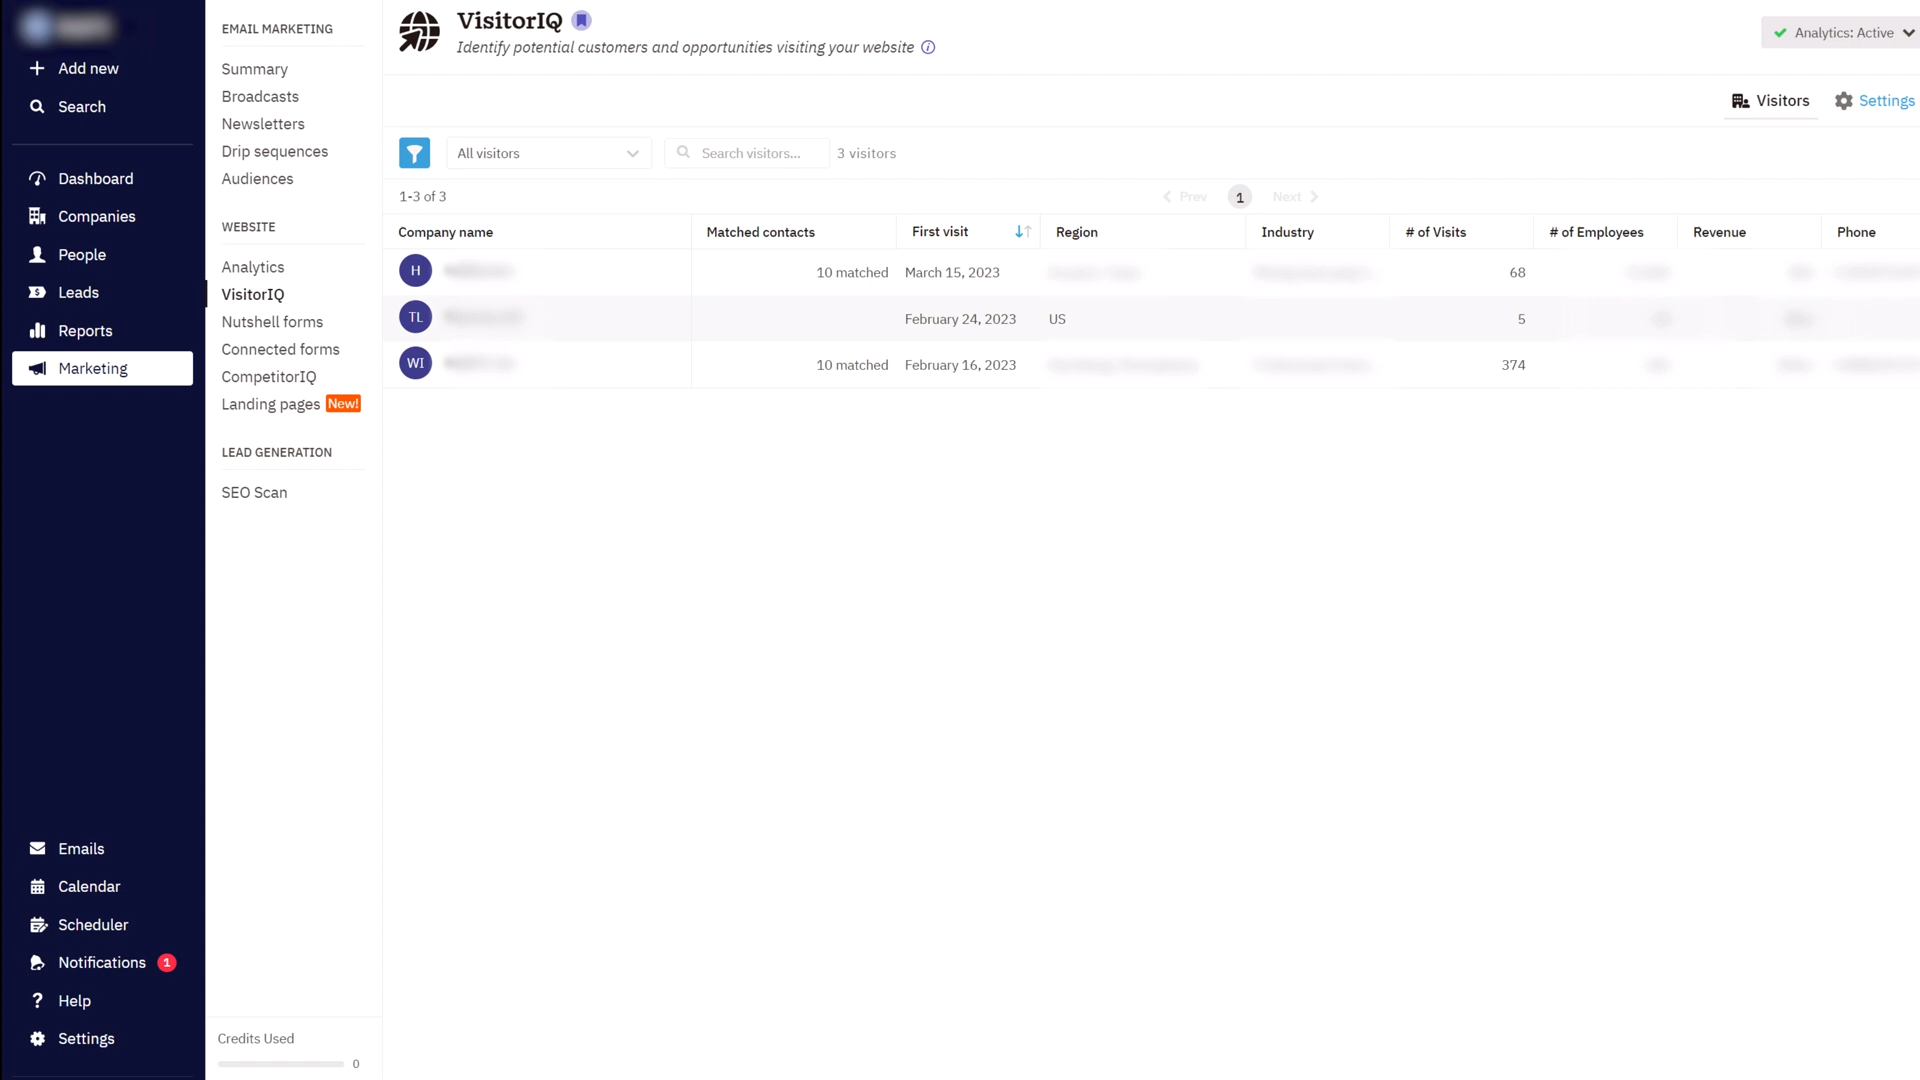 Add new
Search
Dashboard
Companies
People
Leads
Reports
Marketing
Emails
Calendar
Scheduler
Notifications 1
Help
Settings
EMAIL MARKETING
Summary
Broadcasts
Newsletters
Drip sequences
Audiences
WEBSITE
Analytics
VisitorIQ
Nutshell forms
Connected forms
CompetitorIQ
Landing pages New!
LEAD GENERATION
SEO Scan
Credits Used
0
VisitorIQ
Identify potential customers and opportunities visiting your website
Analytics: Active
Visitors Settings
All visitors Search visitors... 3 visitors
1-3 of 3 Prev 1 Next
Company name Matched contacts First visit Region Industry # of Visits # of Employees Revenue Phone
H 10 matched March 15, 2023 68
TL February 24, 2023 US 5
WI 10 matched February 16, 2023 374